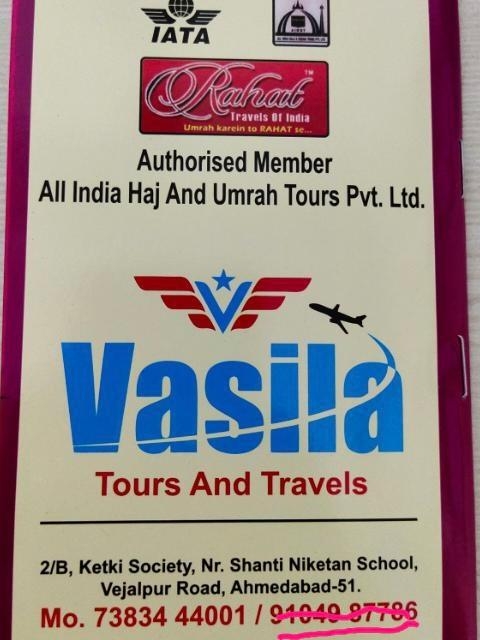 IATA
Rahat ™
Travels Of India
Umrah karein to RAHAT se...
Authorised Member
All India Haj And Umrah Tours Pvt. Ltd.
Vasila
Tours And Travels
2/B, Ketki Society, Nr. Shanti Niketan School,
Vejalpur Road, Ahmedabad-51.
Mo. 73834 44001 / 91049 87786